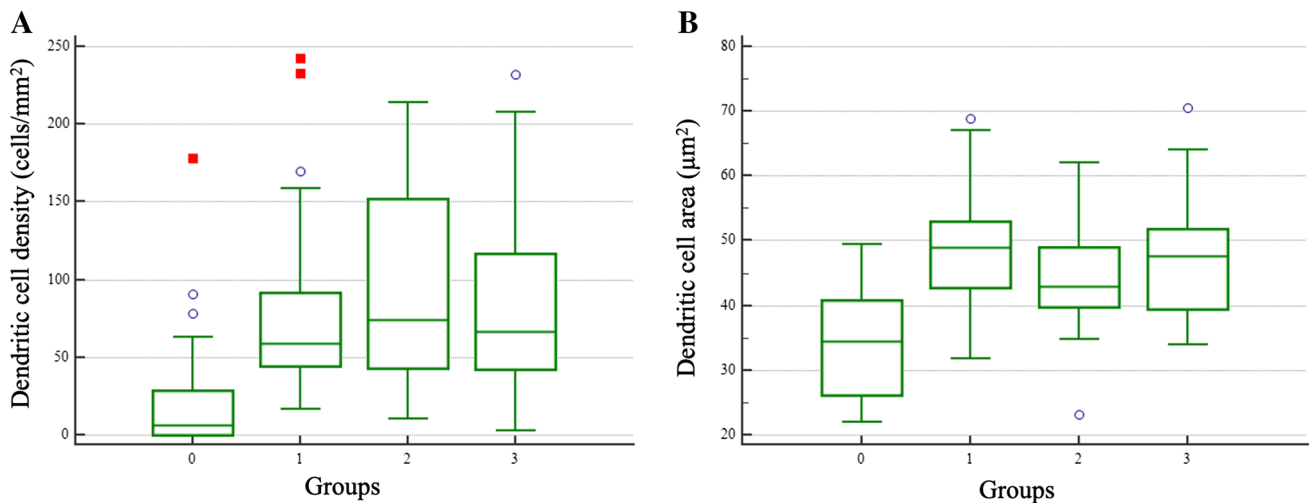 A
Dendritic cell density (cells/mm²)
250
200
150
100
50
0
0 1 2 3
Groups
B
Dendritic cell area (μm²)
80
70
60
50
40
30
20
0 1 2 3
Groups